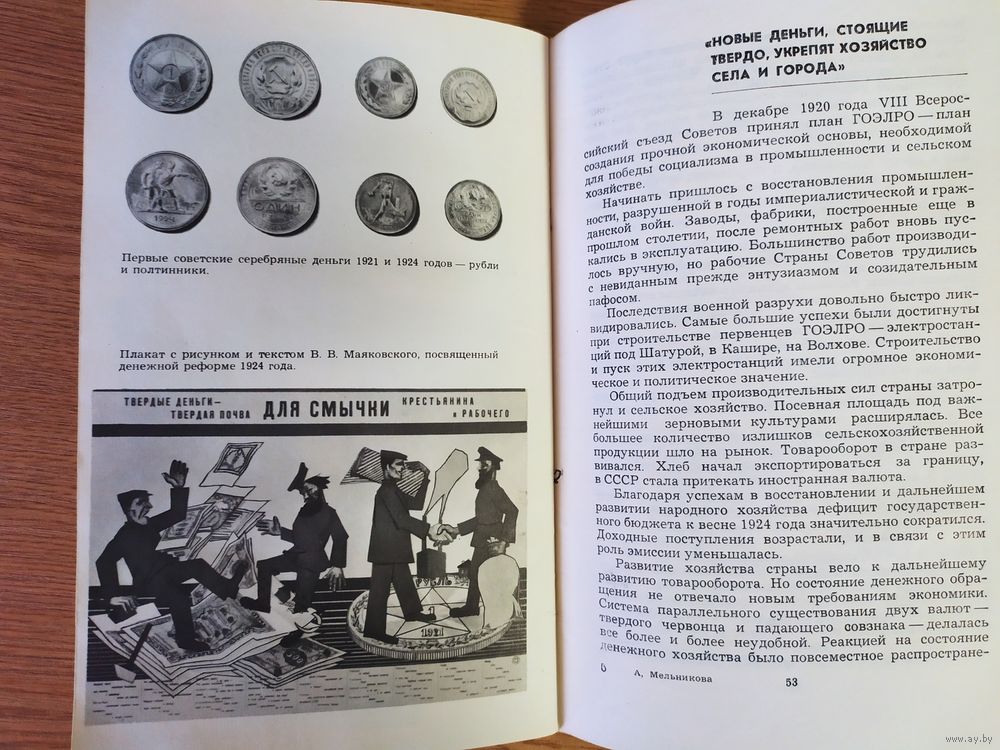 Первые советские серебряные деньги 1921 и 1924 годов — рубли
и полтинники.
Плакат с рисунком и текстом В. В. Маяковского, посвященный
денежной реформе 1924 года.
ТВЕРДЫЕ ДЕНЬГИ—
ТВЕРДАЯ ПОЧВА
ДЛЯ СМЫЧКИ
КРЕСТЬЯНИНА
и РАБОЧЕГО
РУБЛЬ
1
1921
1924
ОДИН
«НОВЫЕ ДЕНЬГИ, СТОЯЩИЕ
ТВЕРДО, УКРЕПЯТ ХОЗЯЙСТВО
СЕЛА И ГОРОДА»
В декабре 1920 года VIII Всерос-
сийский съезд Советов принял план ГОЭЛРО — план
создания прочной экономической основы, необходимой
для победы социализма в промышленности и сельском
хозяйстве.
Начинать пришлось с восстановления промышлен-
ности, разрушенной в годы империалистической и граж-
данской войн. Заводы, фабрики, построенные еще в
прошлом столетии, после ремонтных работ вновь пус-
кались в эксплуатацию. Большинство работ производи-
лось вручную, но рабочие Страны Советов трудились
с невиданным прежде энтузиазмом и созидательным
пафосом.
Последствия военной разрухи довольно быстро лик-
видировались. Самые большие успехи были достигнуты
при строительстве первенцев ГОЭЛРО — электростан-
ций под Шатурой, в Кашире, на Волхове. Строительство
и пуск этих электростанций имели огромное экономи-
ческое и политическое значение.
Общий подъем производительных сил страны затро-
нул и сельское хозяйство. Посевная площадь под важ-
нейшими зерновыми культурами расширялась. Все
большее количество излишков сельскохозяйственной
продукции шло на рынок. Товарооборот в стране раз-
вивался. Хлеб начал экспортироваться за границу,
в СССР стала притекать иностранная валюта.
Благодаря успехам в восстановлении и дальнейшем
развитии народного хозяйства дефицит государствен-
ного бюджета к весне 1924 года значительно сократился.
Доходные поступления возрастали, и в связи с этим
роль эмиссии уменьшалась.
Развитие хозяйства страны вело к дальнейшему
развитию товарооборота. Но состояние денежного обра-
щения не отвечало новым требованиям экономики.
Система параллельного существования двух валют —
твердого червонца и падающего совзнака — делалась
все более и более неудобной. Реакцией на состояние
денежного хозяйства было повсеместное распростране-
А. Мельникова
53
www.ay.by